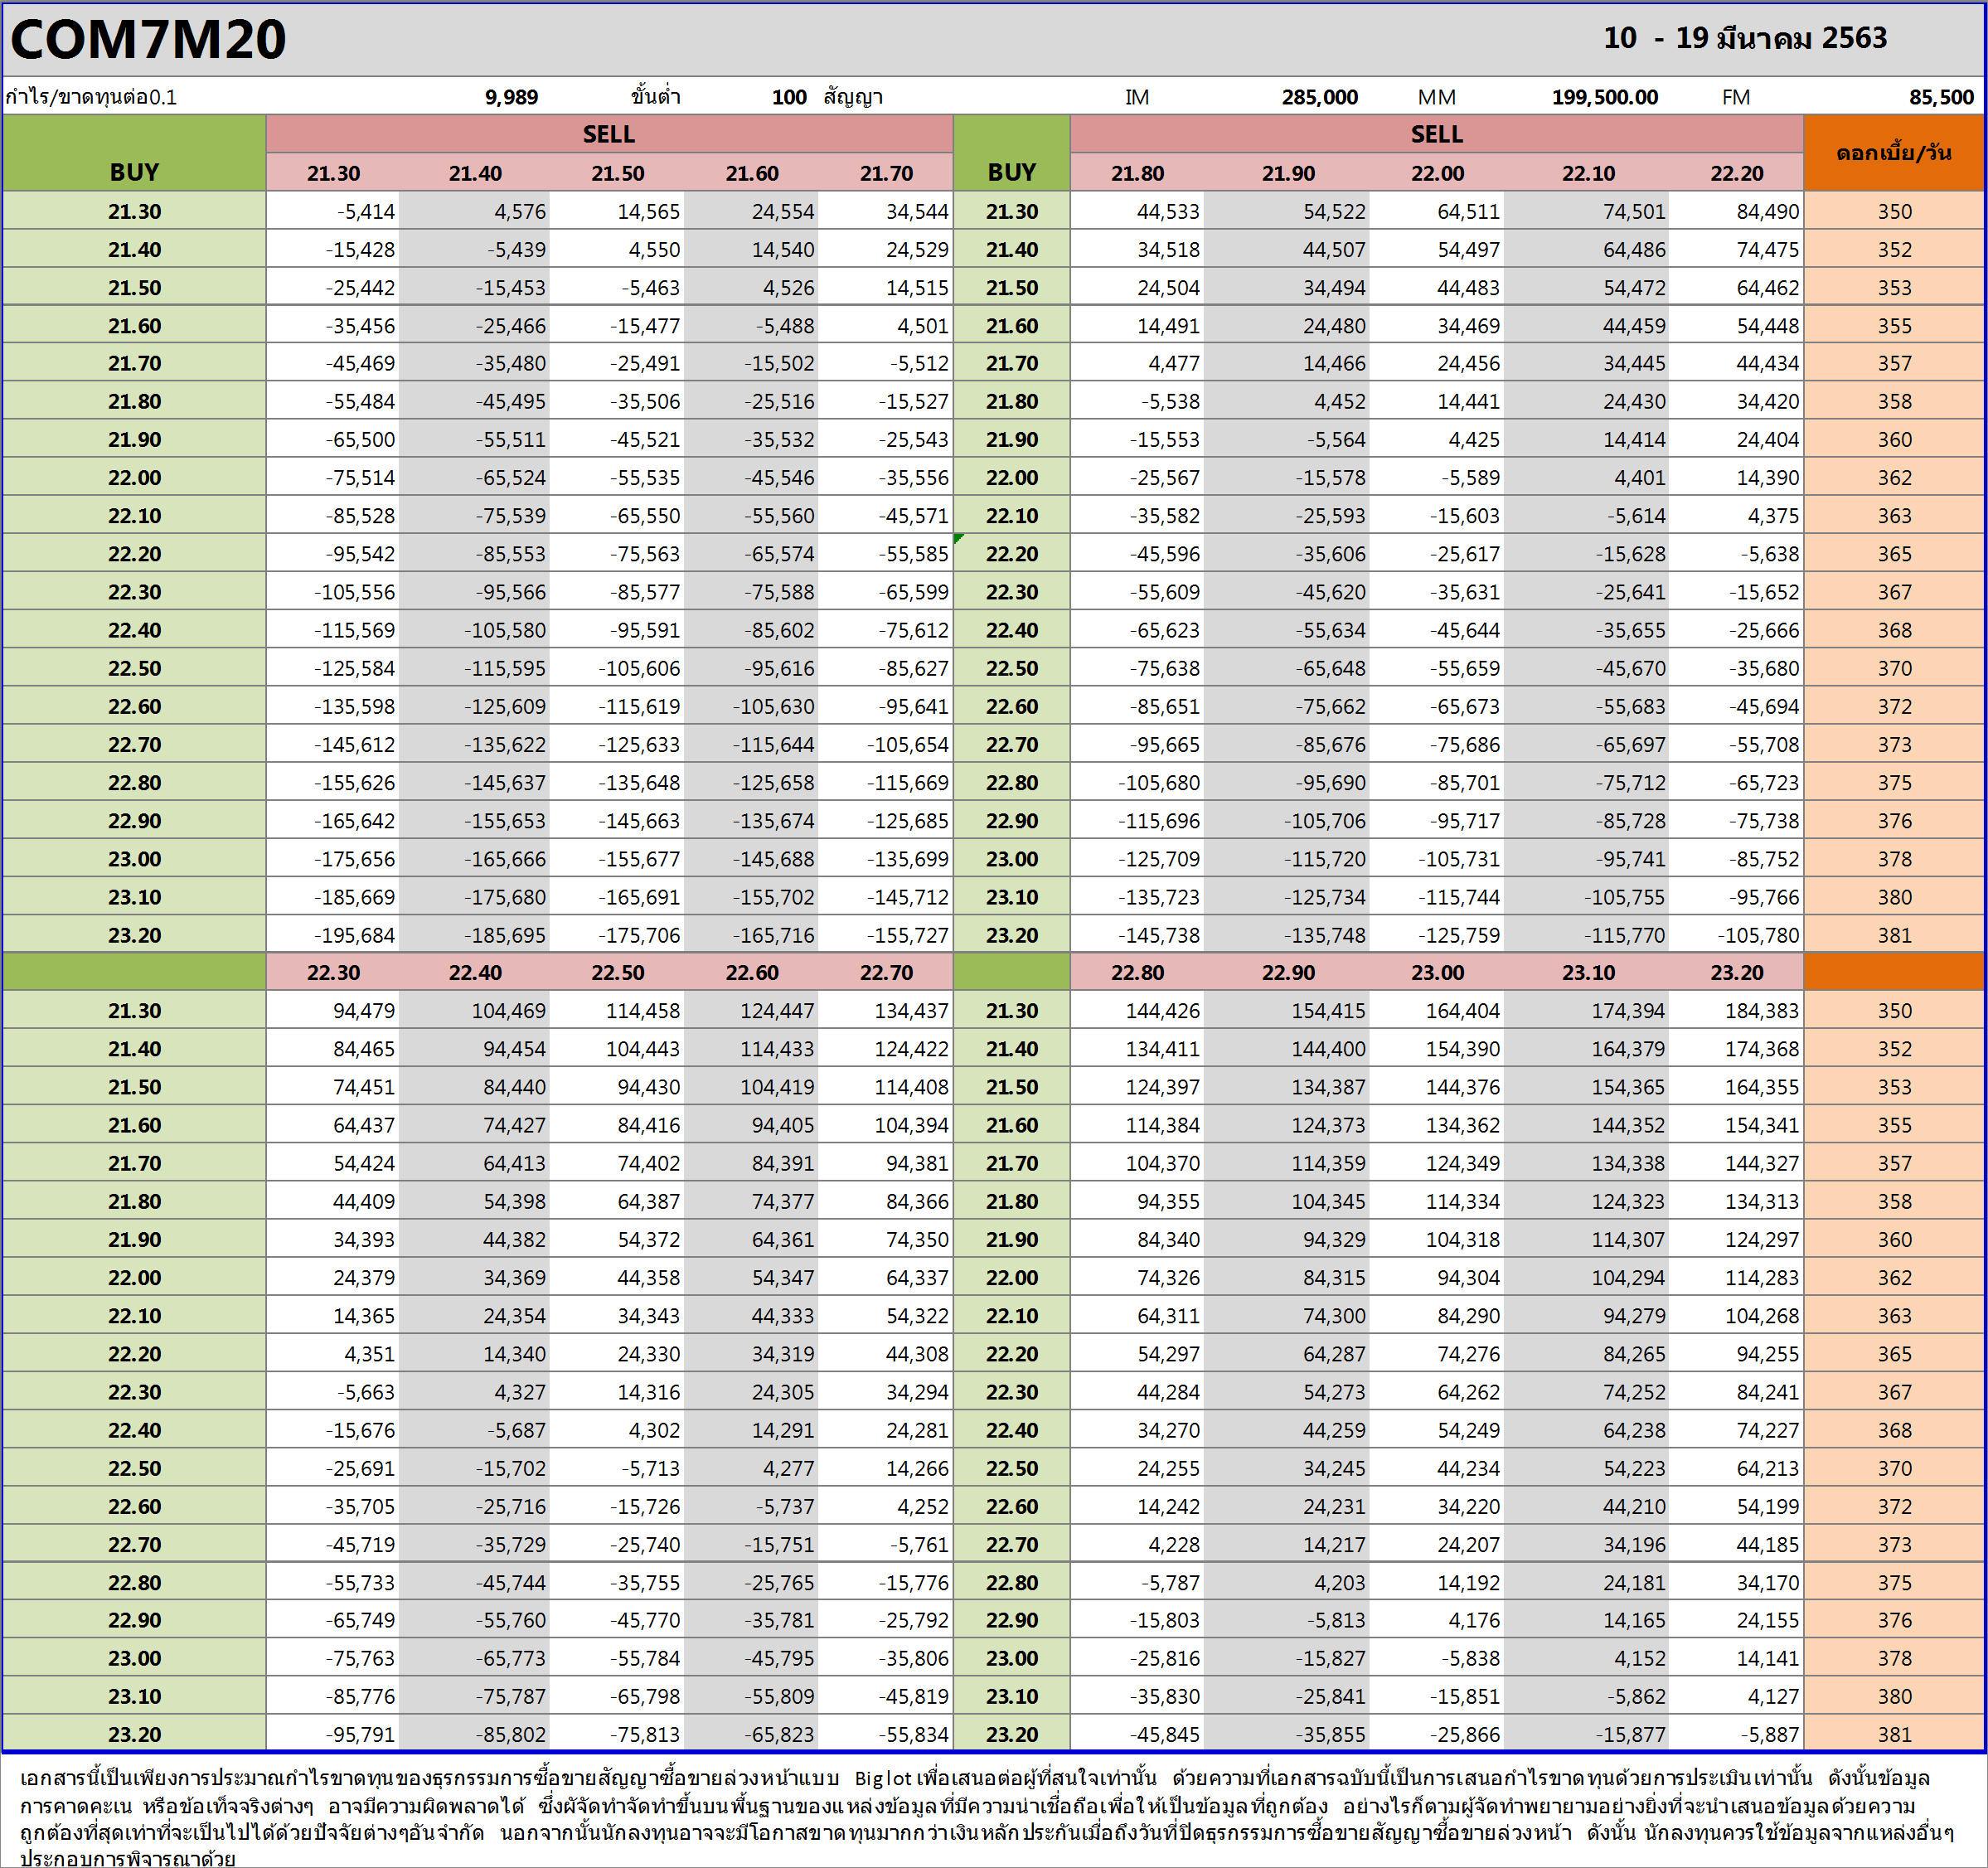 COM7M20 10 - 19 มีนาคม 2563
กำไร/ขาดทุนต่อ0.1 9,989 ขั้นต่ำ 100 สัญญา IM 285,000 MM 199,500.00 FM 85,500
SELL SELL
BUY 21.30 21.40 21.50 21.60 21.70 BUY 21.80 21.90 22.00 22.10 22.20 ดอกเบี้ย/วัน
21.30 -5,414 4,576 14,565 24,554 34,544 21.30 44,533 54,522 64,511 74,501 84,490 350
21.40 -15,428 -5,439 4,550 14,540 24,529 21.40 34,518 44,507 54,497 64,486 74,475 352
21.50 -25,442 -15,453 -5,463 4,526 14,515 21.50 24,504 34,494 44,483 54,472 64,462 353
21.60 -35,456 -25,466 -15,477 -5,488 4,501 21.60 14,491 24,480 34,469 44,459 54,448 355
21.70 -45,469 -35,480 -25,491 -15,502 -5,512 21.70 4,477 14,466 24,456 34,445 44,434 357
21.80 -55,484 -45,495 -35,506 -25,516 -15,527 21.80 -5,538 4,452 14,441 24,430 34,420 358
21.90 -65,500 -55,511 -45,521 -35,532 -25,543 21.90 -15,553 -5,564 4,425 14,414 24,404 360
22.00 -75,514 -65,524 -55,535 -45,546 -35,556 22.00 -25,567 -15,578 -5,589 4,401 14,390 362
22.10 -85,528 -75,539 -65,550 -55,560 -45,571 22.10 -35,582 -25,593 -15,603 -5,614 4,375 363
22.20 -95,542 -85,553 -75,563 -65,574 -55,585 22.20 -45,596 -35,606 -25,617 -15,628 -5,638 365
22.30 -105,556 -95,566 -85,577 -75,588 -65,599 22.30 -55,609 -45,620 -35,631 -25,641 -15,652 367
22.40 -115,569 -105,580 -95,591 -85,602 -75,612 22.40 -65,623 -55,634 -45,644 -35,655 -25,666 368
22.50 -125,584 -115,595 -105,606 -95,616 -85,627 22.50 -75,638 -65,648 -55,659 -45,670 -35,680 370
22.60 -135,598 -125,609 -115,619 -105,630 -95,641 22.60 -85,651 -75,662 -65,673 -55,683 -45,694 372
22.70 -145,612 -135,622 -125,633 -115,644 -105,654 22.70 -95,665 -85,676 -75,686 -65,697 -55,708 373
22.80 -155,626 -145,637 -135,648 -125,658 -115,669 22.80 -105,680 -95,690 -85,701 -75,712 -65,723 375
22.90 -165,642 -155,653 -145,663 -135,674 -125,685 22.90 -115,696 -105,706 -95,717 -85,728 -75,738 376
23.00 -175,656 -165,666 -155,677 -145,688 -135,699 23.00 -125,709 -115,720 -105,731 -95,741 -85,752 378
23.10 -185,669 -175,680 -165,691 -155,702 -145,712 23.10 -135,723 -125,734 -115,744 -105,755 -95,766 380
23.20 -195,684 -185,695 -175,706 -165,716 -155,727 23.20 -145,738 -135,748 -125,759 -115,770 -105,780 381
22.30 22.40 22.50 22.60 22.70 22.80 22.90 23.00 23.10 23.20
21.30 94,479 104,469 114,458 124,447 134,437 21.30 144,426 154,415 164,404 174,394 184,383 350
21.40 84,465 94,454 104,443 114,433 124,422 21.40 134,411 144,400 154,390 164,379 174,368 352
21.50 74,451 84,440 94,430 104,419 114,408 21.50 124,397 134,387 144,376 154,365 164,355 353
21.60 64,437 74,427 84,416 94,405 104,394 21.60 114,384 124,373 134,362 144,352 154,341 355
21.70 54,424 64,413 74,402 84,391 94,381 21.70 104,370 114,359 124,349 134,338 144,327 357
21.80 44,409 54,398 64,387 74,377 84,366 21.80 94,355 104,345 114,334 124,323 134,313 358
21.90 34,393 44,382 54,372 64,361 74,350 21.90 84,340 94,329 104,318 114,307 124,297 360
22.00 24,379 34,369 44,358 54,347 64,337 22.00 74,326 84,315 94,304 104,294 114,283 362
22.10 14,365 24,354 34,343 44,333 54,322 22.10 64,311 74,300 84,290 94,279 104,268 363
22.20 4,351 14,340 24,330 34,319 44,308 22.20 54,297 64,287 74,276 84,265 94,255 365
22.30 -5,663 4,327 14,316 24,305 34,294 22.30 44,284 54,273 64,262 74,252 84,241 367
22.40 -15,676 -5,687 4,302 14,291 24,281 22.40 34,270 44,259 54,249 64,238 74,227 368
22.50 -25,691 -15,702 -5,713 4,277 14,266 22.50 24,255 34,245 44,234 54,223 64,213 370
22.60 -35,705 -25,716 -15,726 -5,737 4,252 22.60 14,242 24,231 34,220 44,210 54,199 372
22.70 -45,719 -35,729 -25,740 -15,751 -5,761 22.70 4,228 14,217 24,207 34,196 44,185 373
22.80 -55,733 -45,744 -35,755 -25,765 -15,776 22.80 -5,787 4,203 14,192 24,181 34,170 375
22.90 -65,749 -55,760 -45,770 -35,781 -25,792 22.90 -15,803 -5,813 4,176 14,165 24,155 376
23.00 -75,763 -65,773 -55,784 -45,795 -35,806 23.00 -25,816 -15,827 -5,838 4,152 14,141 378
23.10 -85,776 -75,787 -65,798 -55,809 -45,819 23.10 -35,830 -25,841 -15,851 -5,862 4,127 380
23.20 -95,791 -85,802 -75,813 -65,823 -55,834 23.20 -45,845 -35,855 -25,866 -15,877 -5,887 381
เอกสารนี้เป็นเพียงการประมาณกำไรขาดทุนของธุรกรรมการซื้อขายสัญญาซื้อขายล่วงหน้าแบบ Big lot เพื่อเสนอต่อผู้ที่สนใจเท่านั้น ด้วยความที่เอกสารฉบับนี้เป็นการเสนอกำไรขาดทุนด้วยการประเมินเท่านั้น ดังนั้นข้อมูล
การคาดคะเน หรือข้อเท็จจริงต่างๆ อาจมีความผิดพลาดได้ ซึ่งผัจัดทำจัดทำขึ้นบนพื้นฐานของแหล่งข้อมูลที่มีความน่าเชื่อถือเพื่อให้เป็นข้อมูลที่ถูกต้อง อย่างไรก็ตามผู้จัดทำพยายามอย่างยิ่งที่จะนำเสนอข้อมูลด้วยความ
ถูกต้องที่สุดเท่าที่จะเป็นไปได้ด้วยปัจจัยต่างๆอันจำกัด นอกจากนั้นนักลงทุนอาจจะมีโอกาสขาดทุนมากกว่าเงินหลักประกันเมื่อถึงวันที่ปิดธุรกรรมการซื้อขายสัญญาซื้อขายล่วงหน้า ดังนั้น นักลงทุนควรใช้ข้อมูลจากแหล่งอื่นๆ
ประกอบการพิจารณาด้วย